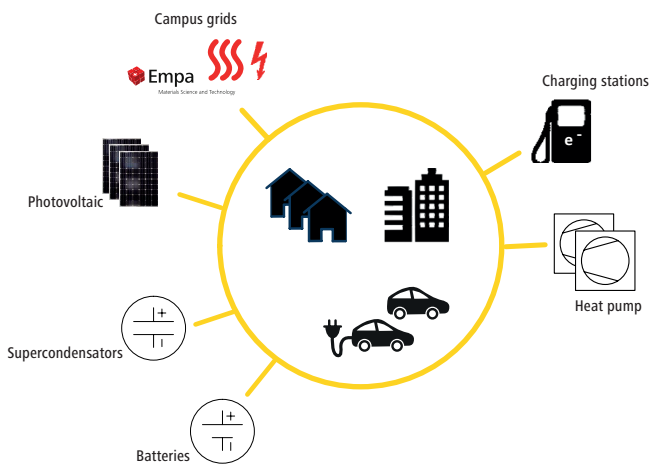 Campus grids
Empa
Materials Science and Technology
Charging stations
e-
Photovoltaic
Heat pump
Supercondensators
Batteries